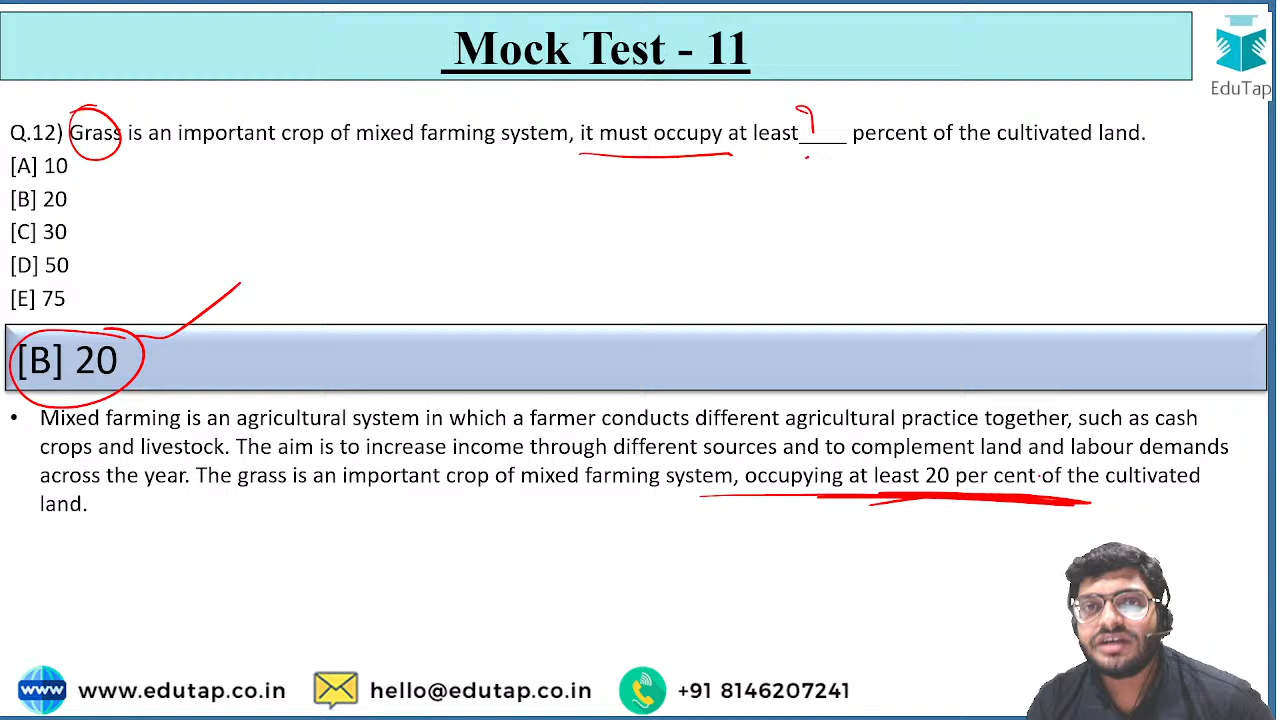 Mock Test - 11
EduTap
Q.12) Grass is an important crop of mixed farming system, it must occupy at least____ percent of the cultivated land.
[A] 10
[B] 20
[C] 30
[D] 50
[E] 75
[B] 20
• Mixed farming is an agricultural system in which a farmer conducts different agricultural practice together, such as cash
crops and livestock. The aim is to increase income through different sources and to complement land and labour demands
across the year. The grass is an important crop of mixed farming system, occupying at least 20 per cent of the cultivated
land.
www www.edutap.co.in hello@edutap.co.in +91 8146207241